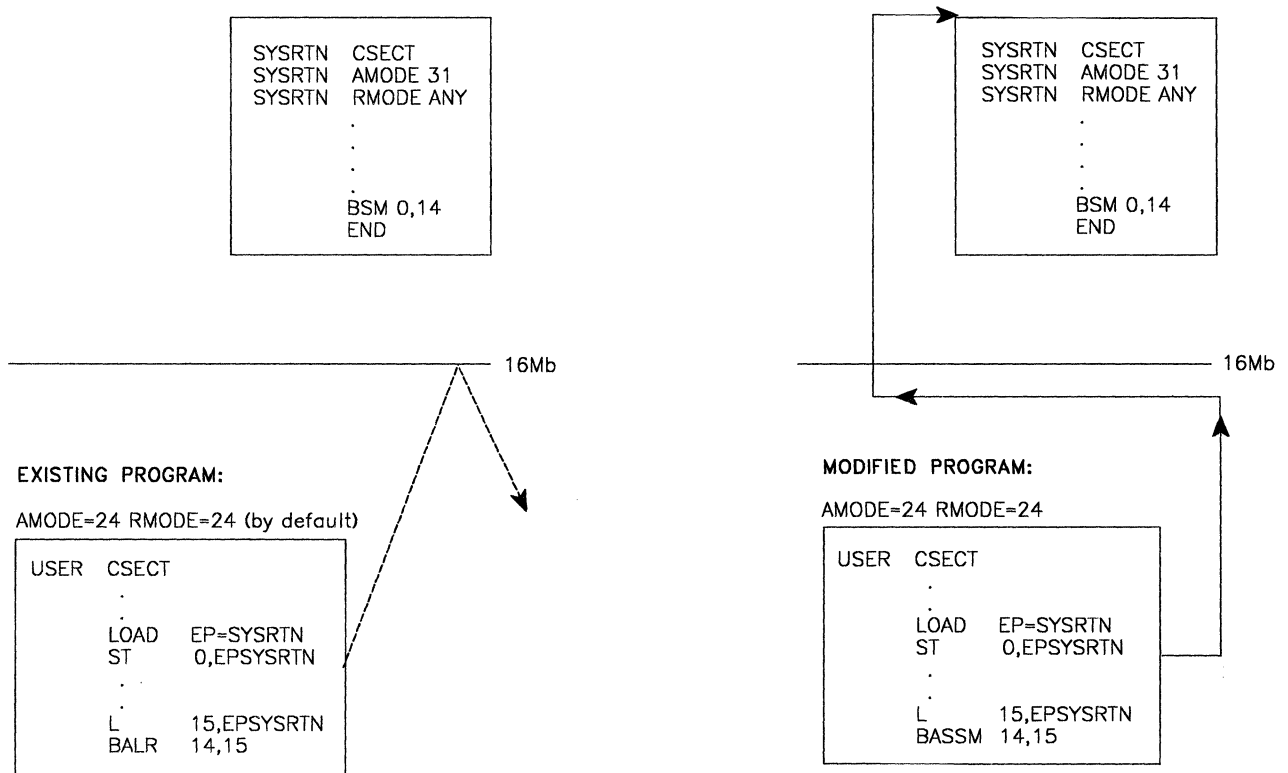 SYSRTN CSECT
SYSRTN AMODE 31
SYSRTN RMODE ANY
.
.
.
.
BSM 0,14
END
16Mb
EXISTING PROGRAM:
AMODE=24 RMODE=24 (by default)
USER CSECT
.
.
LOAD EP=SYSRTN
ST 0,EPSYSRTN
.
.
L 15,EPSYSRTN
BALR 14,15
SYSRTN CSECT
SYSRTN AMODE 31
SYSRTN RMODE ANY
.
.
.
.
BSM 0,14
END
16Mb
MODIFIED PROGRAM:
AMODE=24 RMODE=24
USER CSECT
.
.
LOAD EP=SYSRTN
ST 0,EPSYSRTN
.
.
L 15,EPSYSRTN
BASSM 14,15